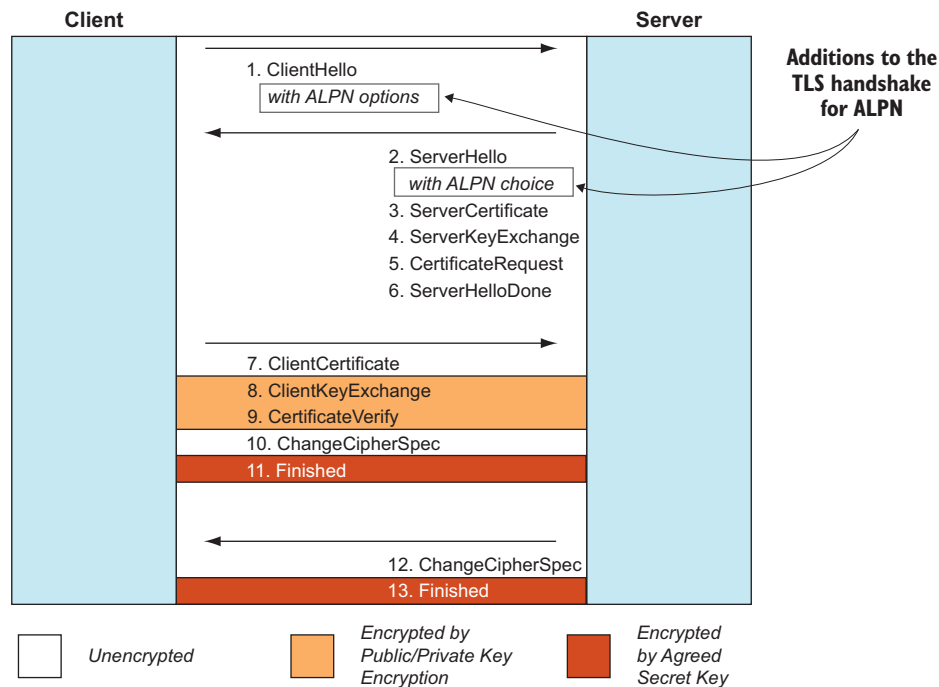 Client
Server
1. ClientHello
with ALPN options
Additions to the
TLS handshake
for ALPN
2. ServerHello
with ALPN choice
3. ServerCertificate
4. ServerKeyExchange
5. CertificateRequest
6. ServerHelloDone
7. ClientCertificate
8. ClientKeyExchange
9. CertificateVerify
10. ChangeCipherSpec
11. Finished
12. ChangeCipherSpec
13. Finished
Unencrypted
Encrypted by
Public/Private Key
Encryption
Encrypted
by Agreed
Secret Key